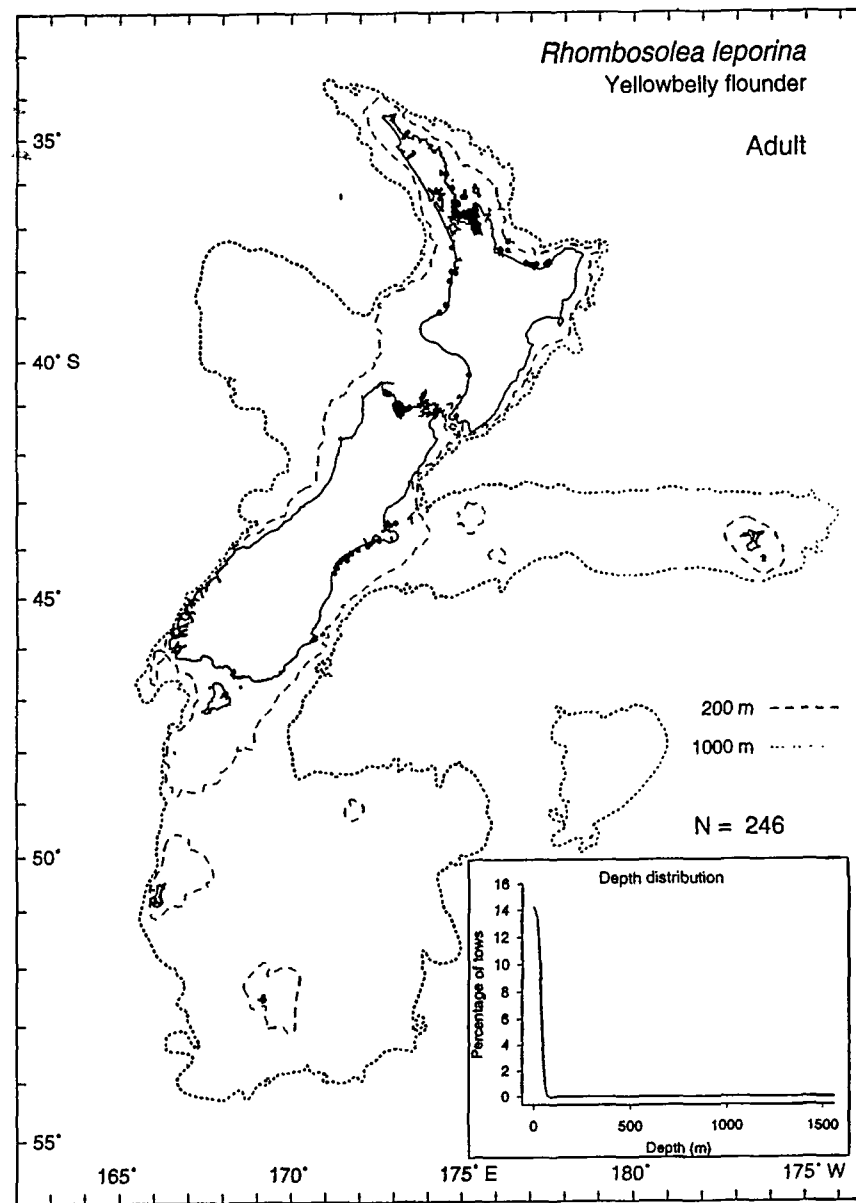 Rhombosolea leporina
Yellowbelly flounder
Adult
35°
40° S
45°
50°
55°
200 m
1000 m
N = 246
Depth distribution
Percentage of tows
16
14
12
10
8
6
4
2
0
0 500 1000 1500
Depth (m)
165° 170° 175° E 180° 175° W